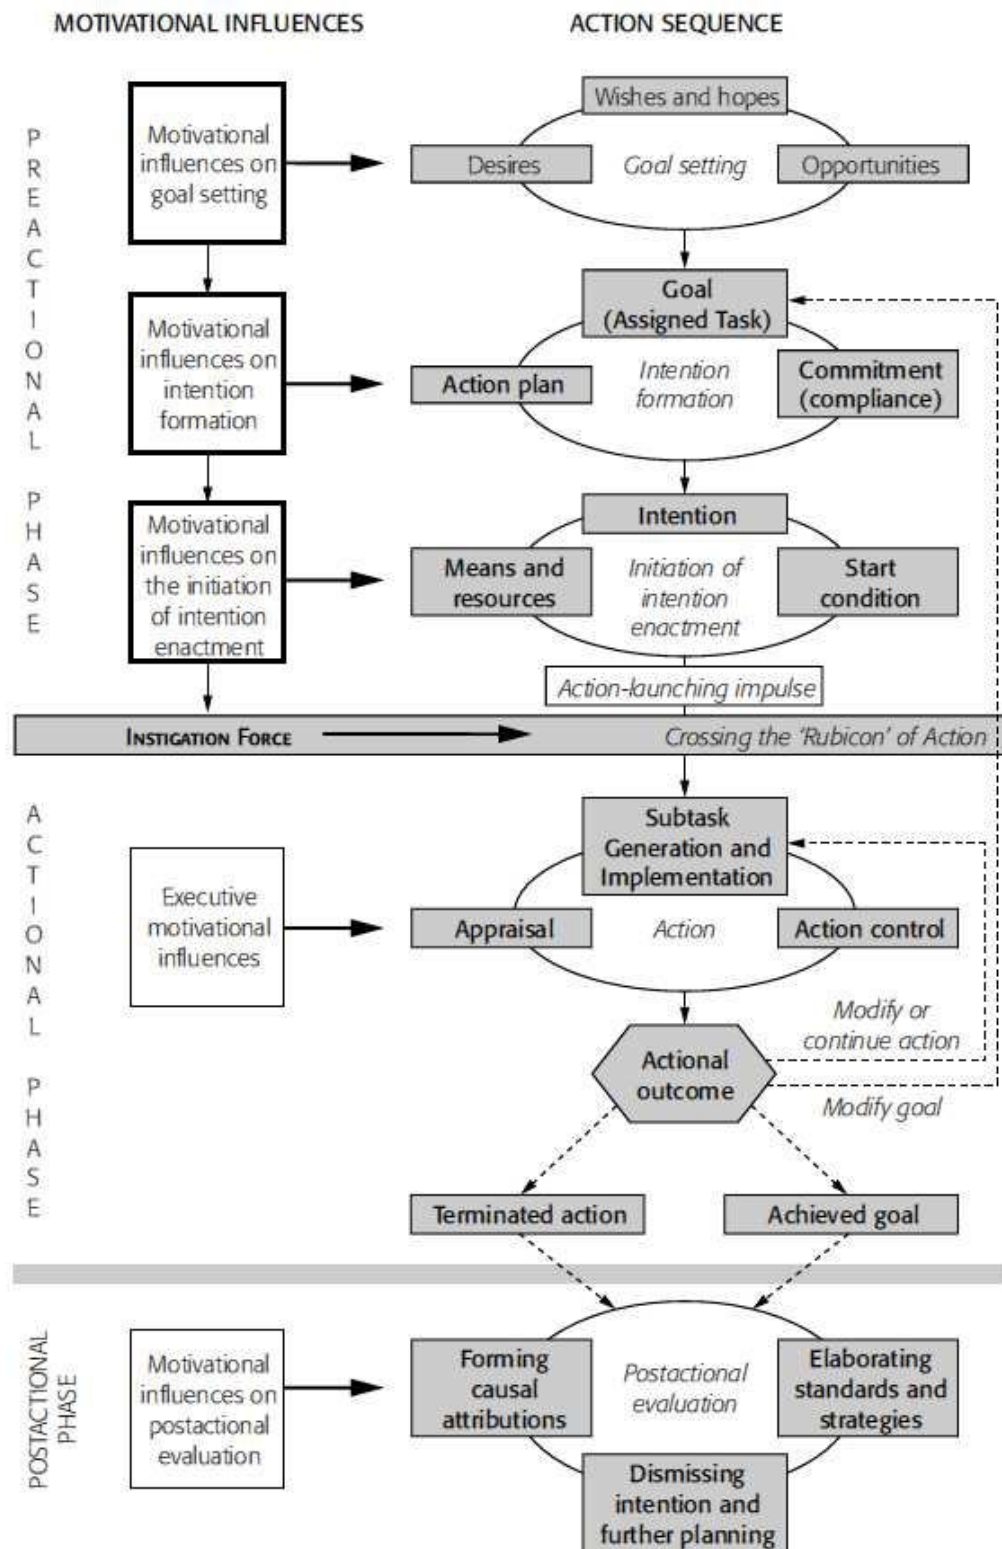 MOTIVATIONAL INFLUENCES
ACTION SEQUENCE
PREACTIONAL PHASE
Motivational
influences on
goal setting
Wishes and hopes
Desires
Goal setting
Opportunities
Motivational
influences on
intention
formation
Goal
(Assigned Task)
Action plan
Intention
formation
Commitment
(compliance)
Motivational
influences on
the initiation
of intention
enactment
Intention
Means and
resources
Initiation of
intention
enactment
Start
condition
Action-launching impulse
INSTIGATION FORCE
Crossing the 'Rubicon' of Action
ACTIONAL PHASE
Executive
motivational
influences
Subtask
Generation and
Implementation
Appraisal
Action
Action control
Modify or
continue action
Actional
outcome
Modify goal
Terminated action
Achieved goal
POSTACTIONAL
PHASE
Motivational
influences on
postactional
evaluation
Forming
causal
attributions
Postactional
evaluation
Elaborating
standards and
strategies
Dismissing
intention and
further planning